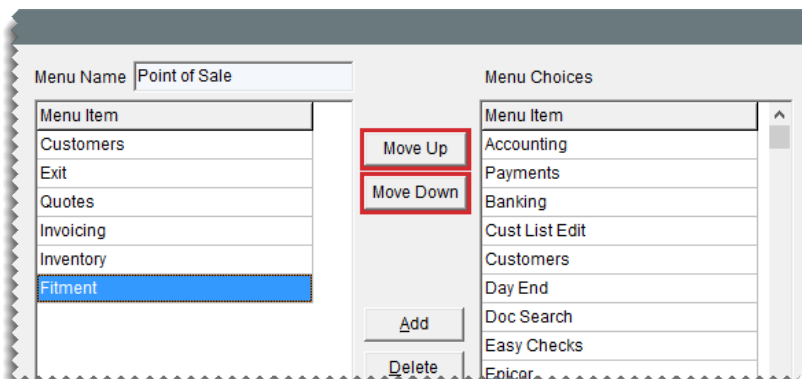 Menu Name Point of Sale
Menu Choices
Menu Item
Customers
Exit
Quotes
Invoicing
Inventory
Fitment
Move Up
Move Down
Add
Delete
Menu Item
Accounting
Payments
Banking
Cust List Edit
Customers
Day End
Doc Search
Easy Checks
Epicor